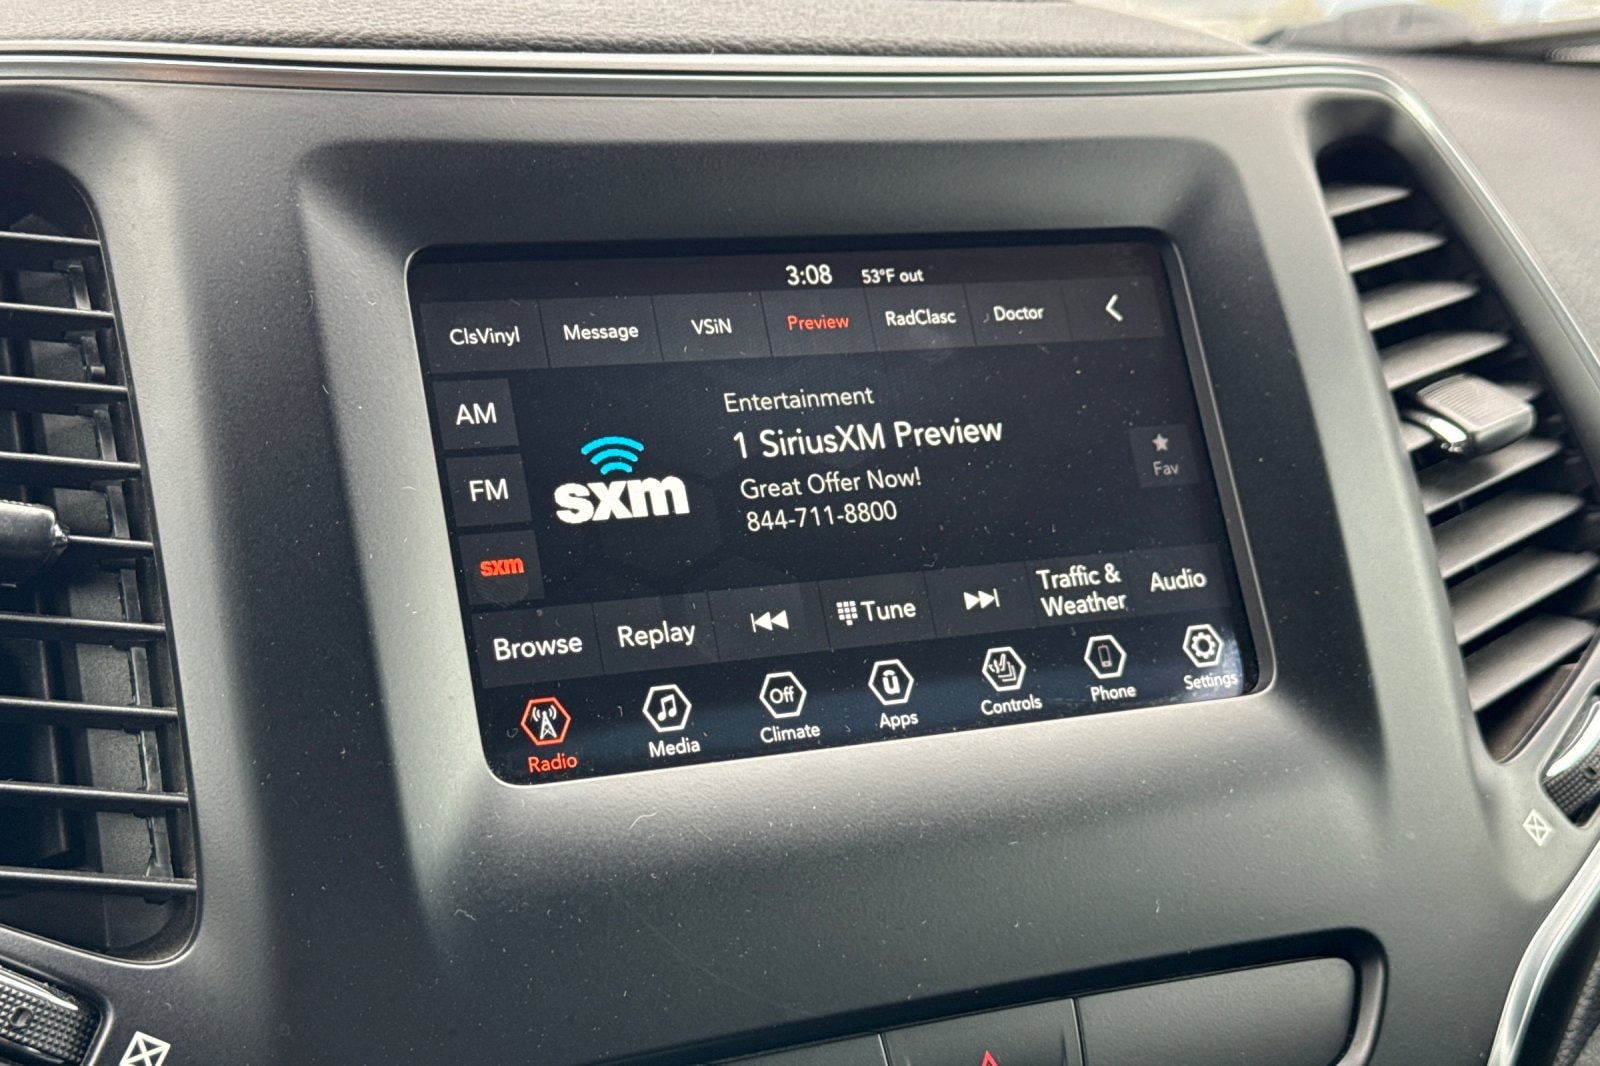 3:08 53°F out
ClsVinyl Message VSiN Preview RadClasc Doctor
AM
FM
sxm
sxm
Entertainment
1 SiriusXM Preview
Great Offer Now!
844-711-8800
Fav
Browse Replay Tune Traffic &
Weather Audio
Radio Media Off Climate Apps Controls Phone Settings